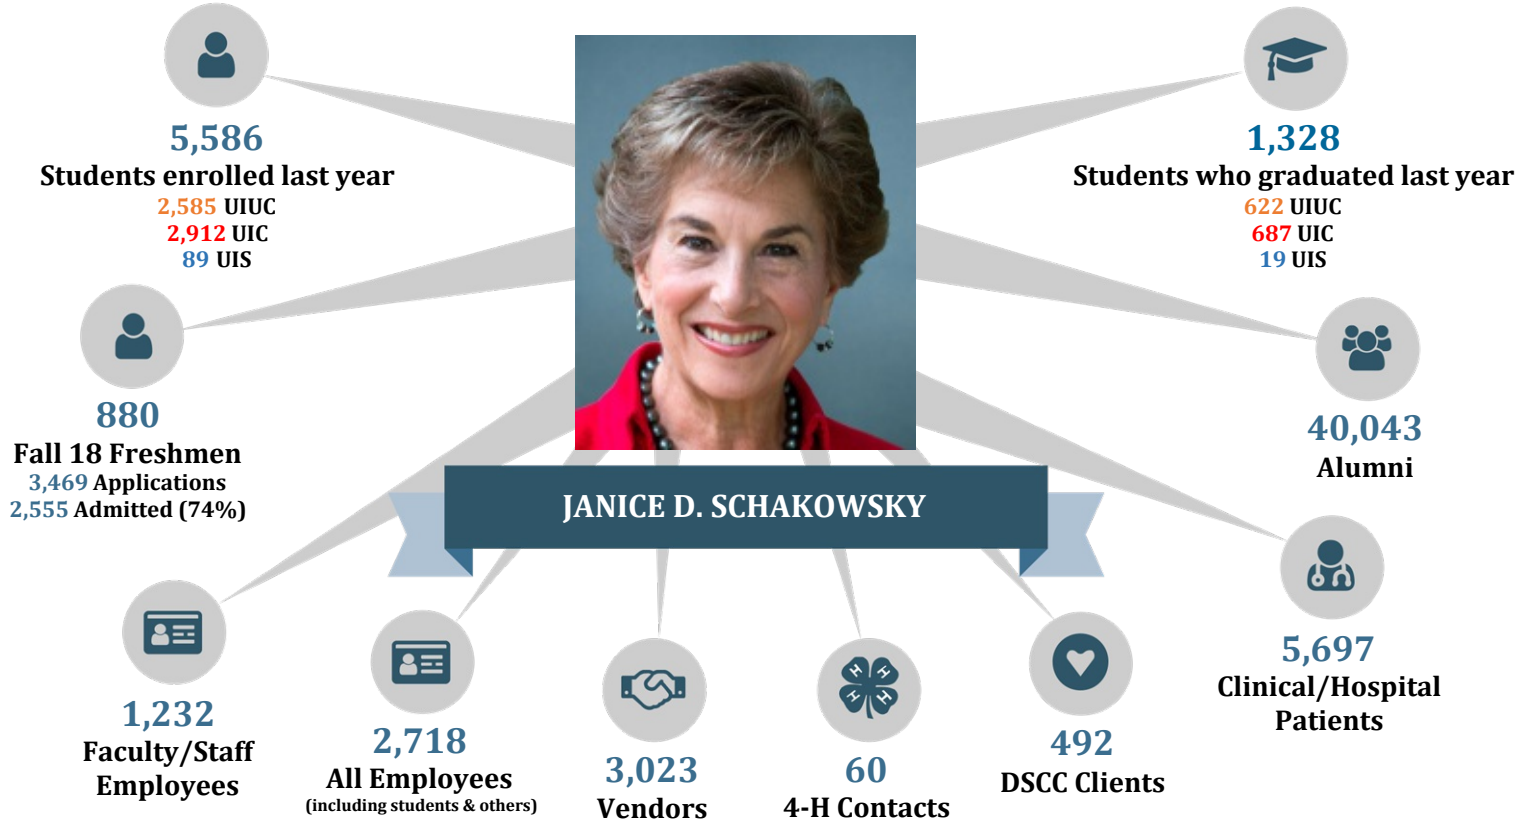 5,586
Students enrolled last year
2,585 UIUC
2,912 UIC
89 UIS
1,328
Students who graduated last year
622 UIUC
687 UIC
19 UIS
880
Fall 18 Freshmen
3,469 Applications
2,555 Admitted (74%)
40,043
Alumni
JANICE D. SCHAKOWSKY
1,232
Faculty/Staff
Employees
2,718
All Employees
(including students & others)
3,023
Vendors
H H
H H
60
4-H Contacts
492
DSCC Clients
5,697
Clinical/Hospital
Patients